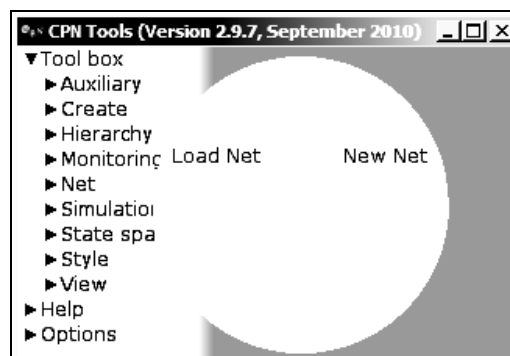 CPN Tools (Version 2.9.7, September 2010)
Tool box
Auxiliary
Create
Hierarchy
Monitoring
Load Net
New Net
Net
Simulatio
State spa
Style
View
Help
Options